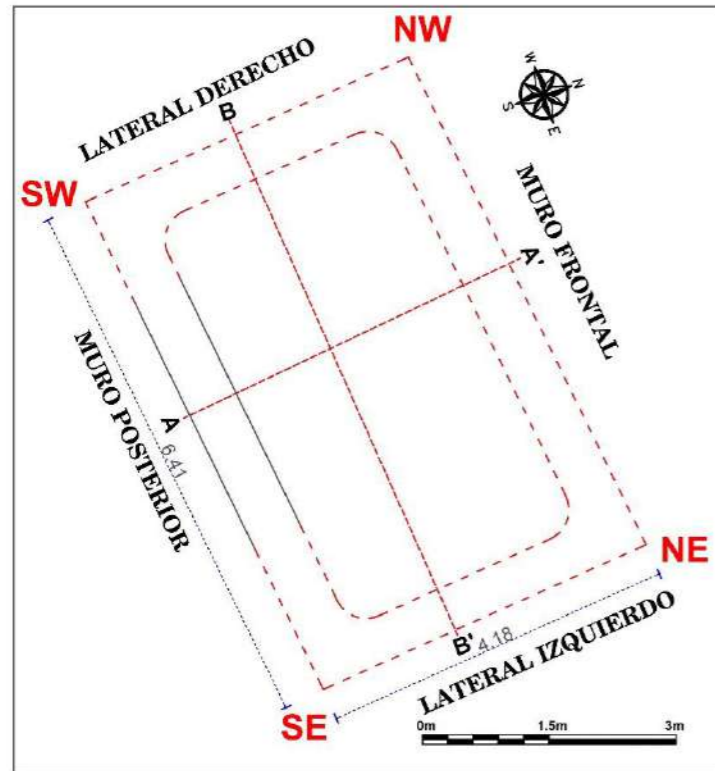 NW
LATERAL DERECHO
B
W
N
S
E
SW
MURO FRONTAL
A'
MURO POSTERIOR
A
6.41
NE
B'
4.18
LATERAL IZQUIERDO
SE
0m 1.5m 3m